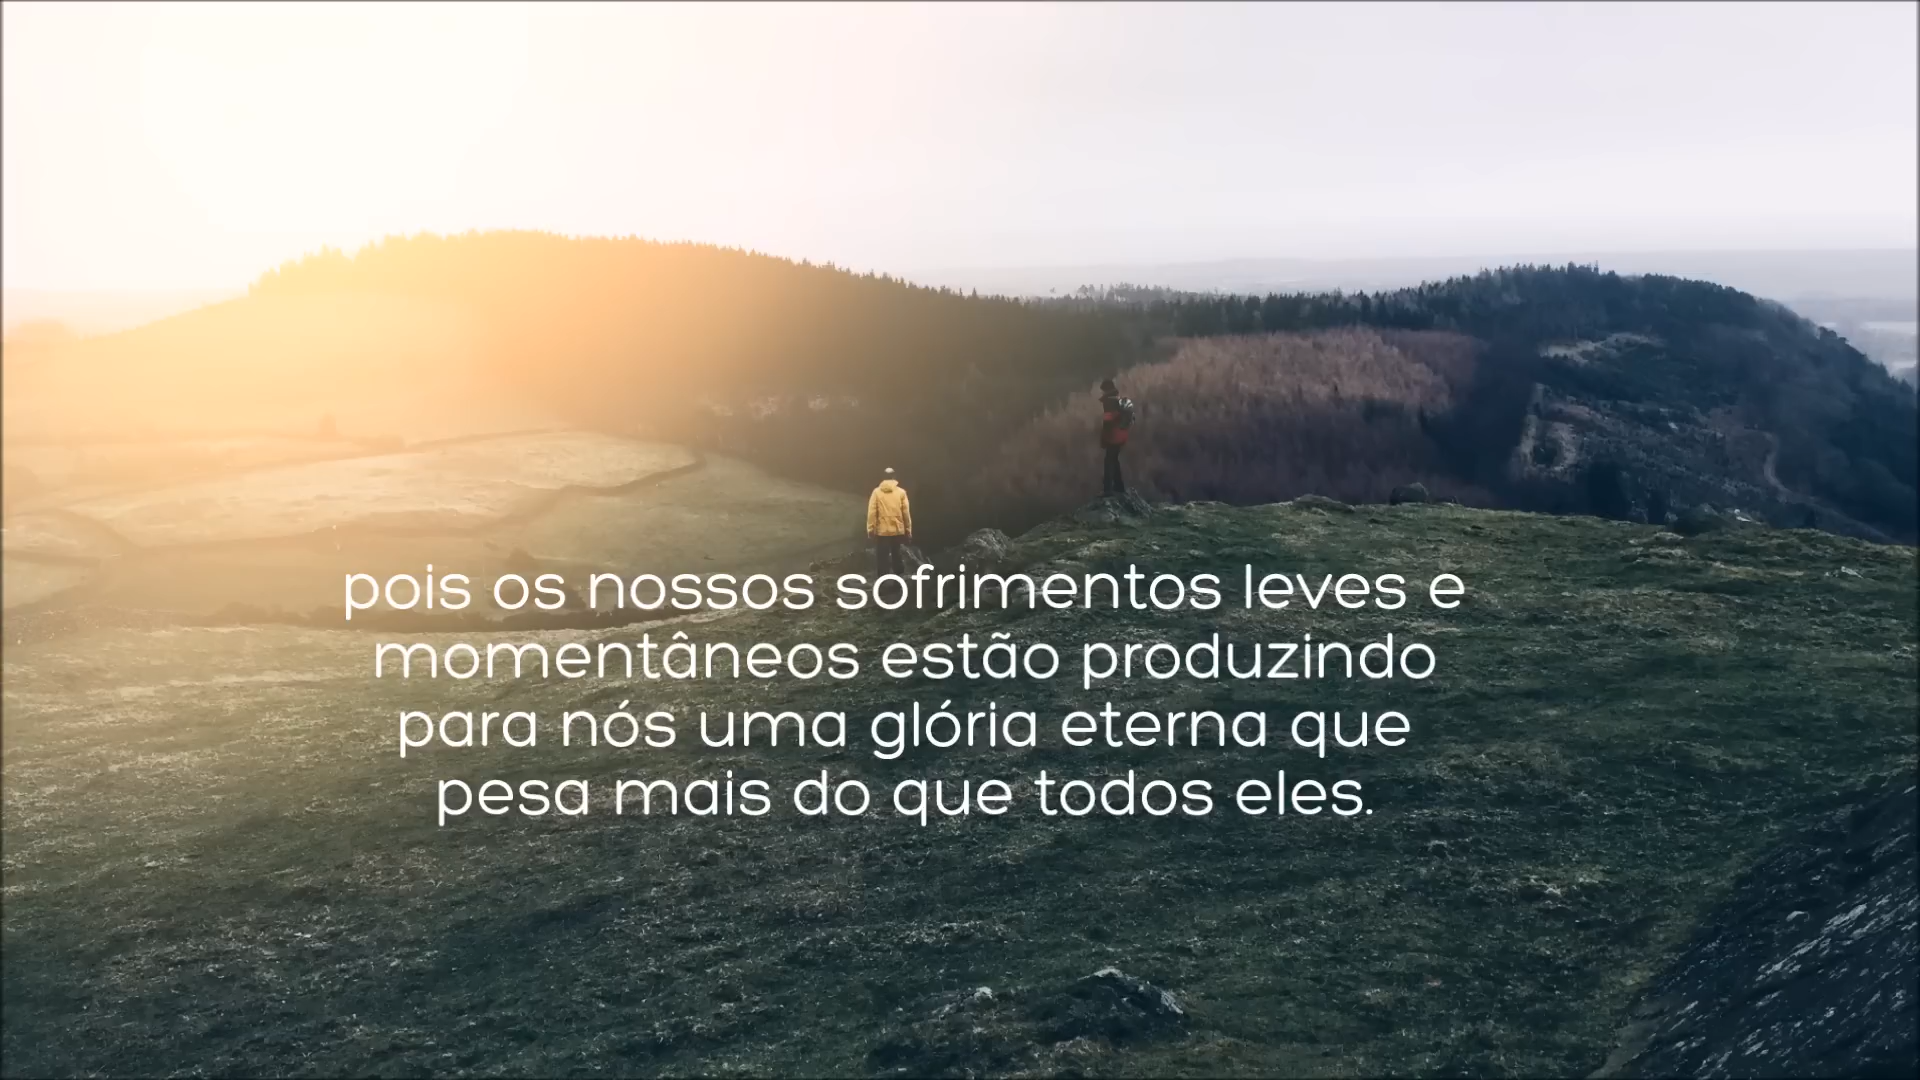 pois os nossos sofrimentos leves e
momentâneos estão produzindo
para nós uma glória eterna que
pesa mais do que todos eles.